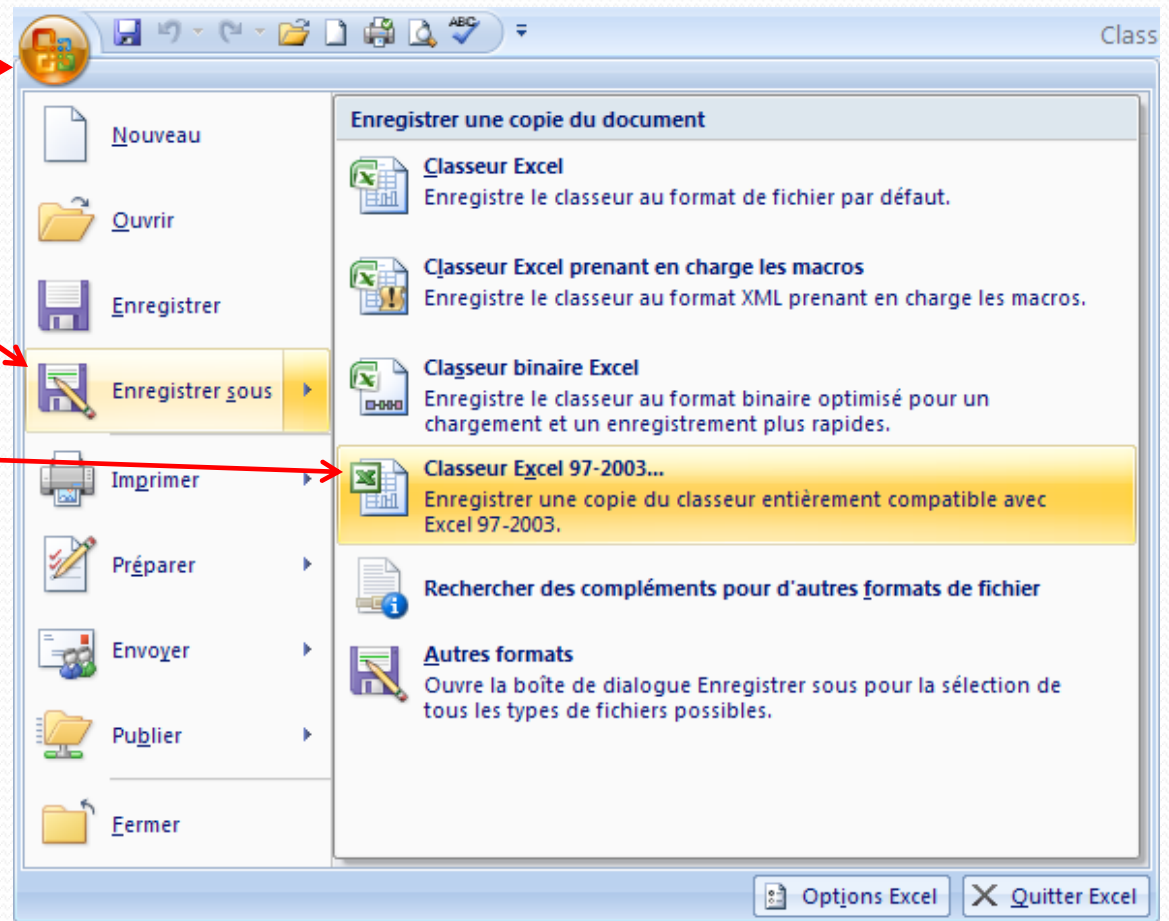 ABC
Class
Nouveau
Ouvrir
Enregistrer
Enregistrer sous
Imprimer
Préparer
Envoyer
Publier
Fermer
Enregistrer une copie du document
Classeur Excel
Enregistre le classeur au format de fichier par défaut.
Classeur Excel prenant en charge les macros
Enregistre le classeur au format XML prenant en charge les macros.
Classeur binaire Excel
Enregistre le classeur au format binaire optimisé pour un
chargement et un enregistrement plus rapides.
Classeur Excel 97-2003...
Enregistrer une copie du classeur entièrement compatible avec
Excel 97-2003.
Rechercher des compléments pour d'autres formats de fichier
Autres formats
Ouvre la boîte de dialogue Enregistrer sous pour la sélection de
tous les types de fichiers possibles.
Options Excel
Quitter Excel